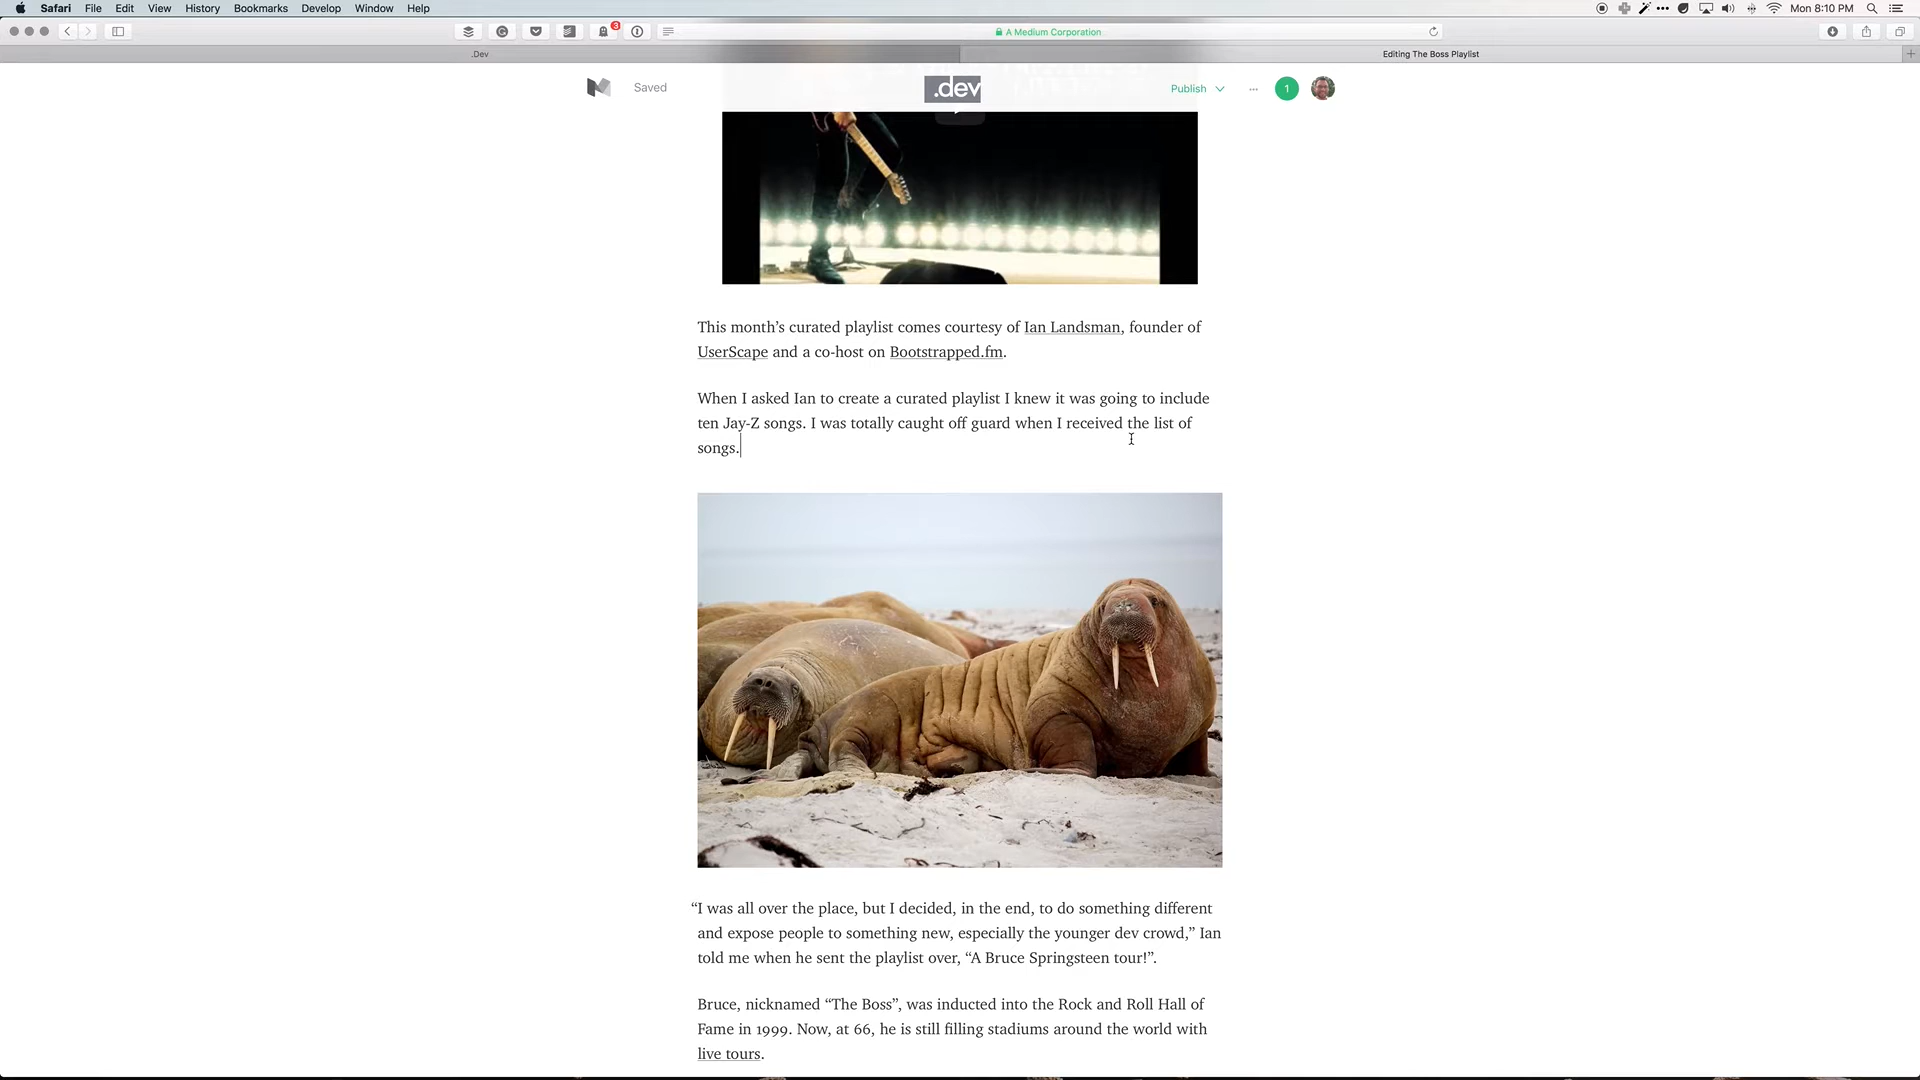 Safari File Edit View History Bookmarks Develop Window Help Mon 8:10 PM
3
A Medium Corporation
.Dev Editing The Boss Playlist
Saved .dev Publish 1
This month’s curated playlist comes courtesy of Ian Landsman, founder of
UserScape and a co-host on Bootstrapped.fm.
When I asked Ian to create a curated playlist I knew it was going to include
ten Jay-Z songs. I was totally caught off guard when I received the list of
songs.
“I was all over the place, but I decided, in the end, to do something different
and expose people to something new, especially the younger dev crowd,” Ian
told me when he sent the playlist over, “A Bruce Springsteen tour!”.
Bruce, nicknamed “The Boss”, was inducted into the Rock and Roll Hall of
Fame in 1999. Now, at 66, he is still filling stadiums around the world with
live tours.